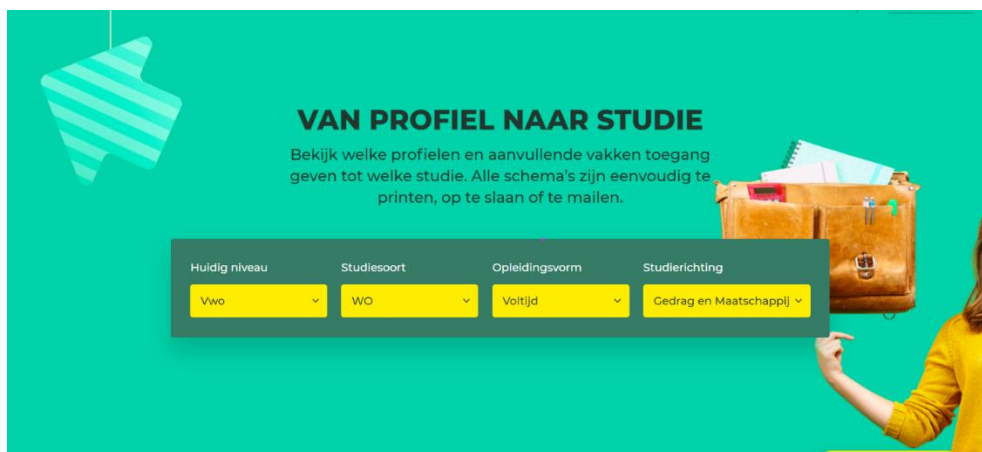 VAN PROFIEL NAAR STUDIE
Bekijk welke profielen en aanvullende vakken toegang
geven tot welke studie. Alle schema's zijn eenvoudig te
printen, op te slaan of te mailen.
Huidig niveau Studiesoort Opleidingsvorm Studierichting
Vwo WO Voltijd Gedrag en Maatschappij